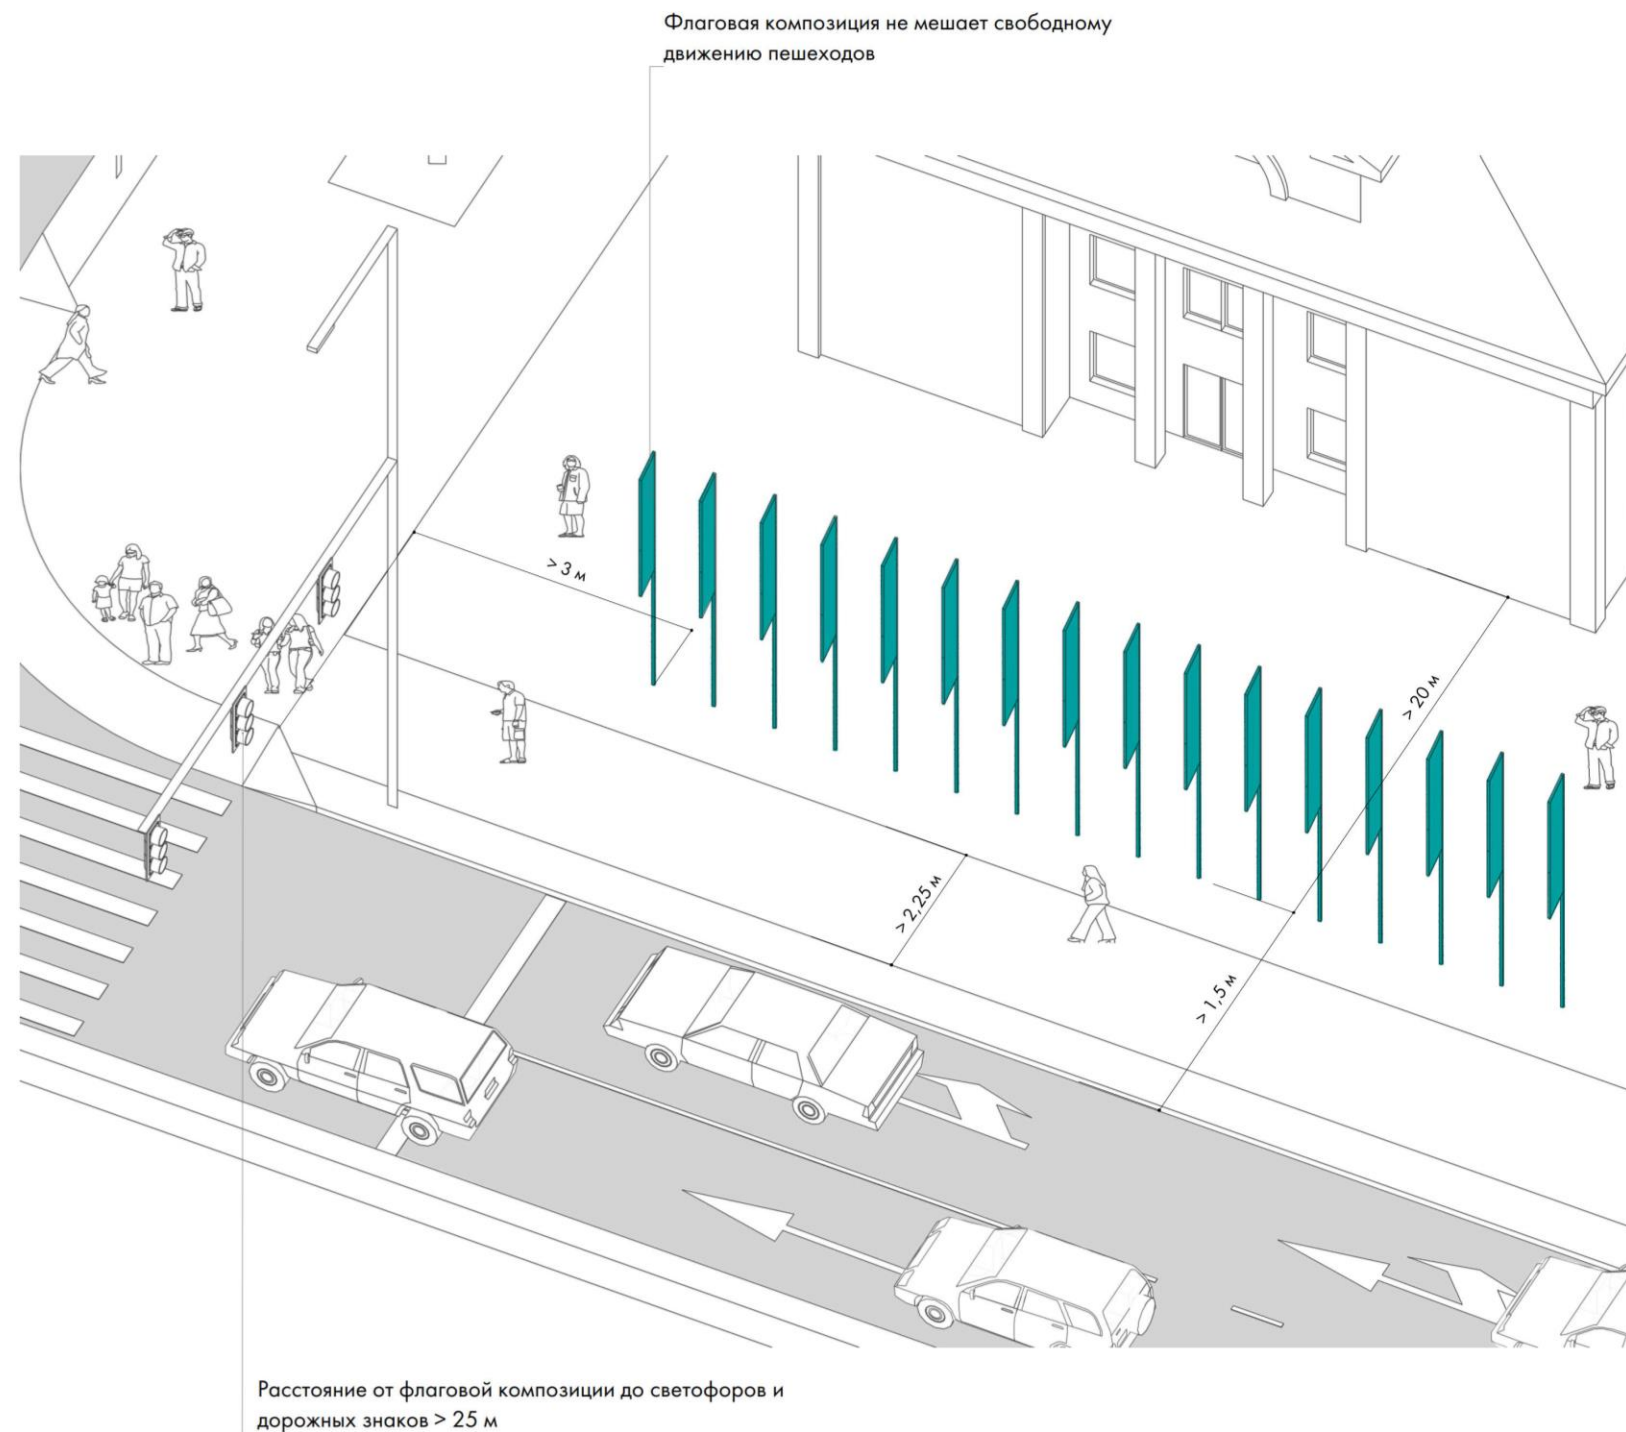 Флаговая композиция не мешает свободному
движению пешеходов
> 3 м
> 20 м
> 2,25 м
> 1,5 м
Расстояние от флаговой композиции до светофоров и
дорожных знаков > 25 м